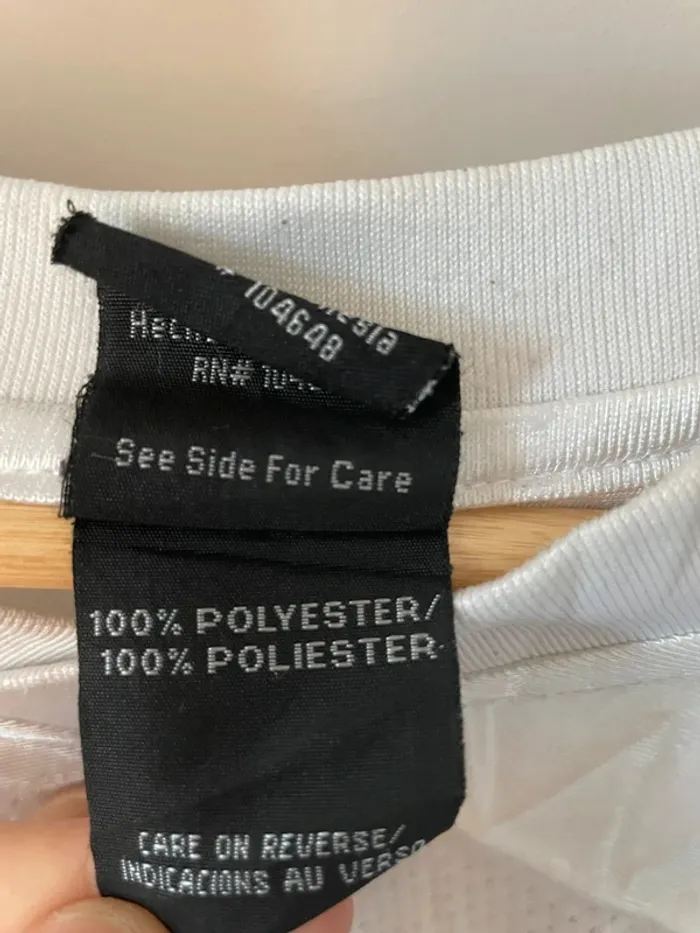 104648
RN#
See Side For Care
100% POLYESTER/
100% POLIESTER
CARE ON REVERSE/
INDICACIONS AU VERSO